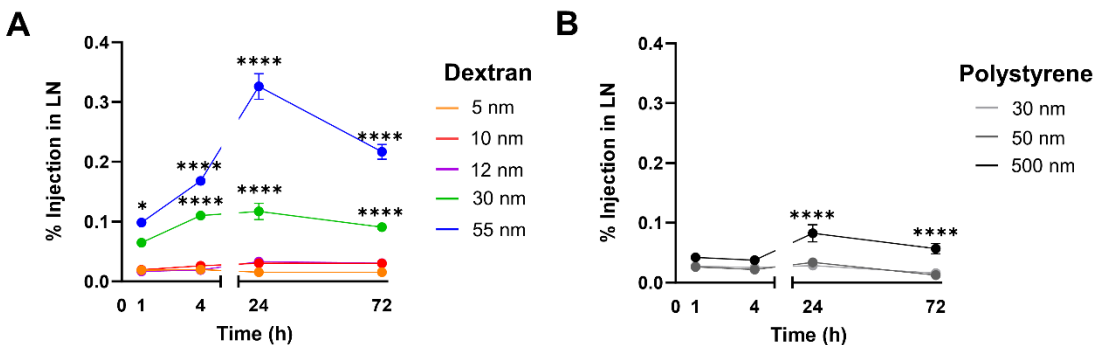 A
% Injection in LN
0.4
0.3
0.2
0.1
0.0
0 1 4 24 72
Time (h)
*
****
****
****
****
****
****
Dextran
5 nm
10 nm
12 nm
30 nm
55 nm
B
% Injection in LN
0.4
0.3
0.2
0.1
0.0
0 1 4 24 72
Time (h)
****
****
Polystyrene
30 nm
50 nm
500 nm